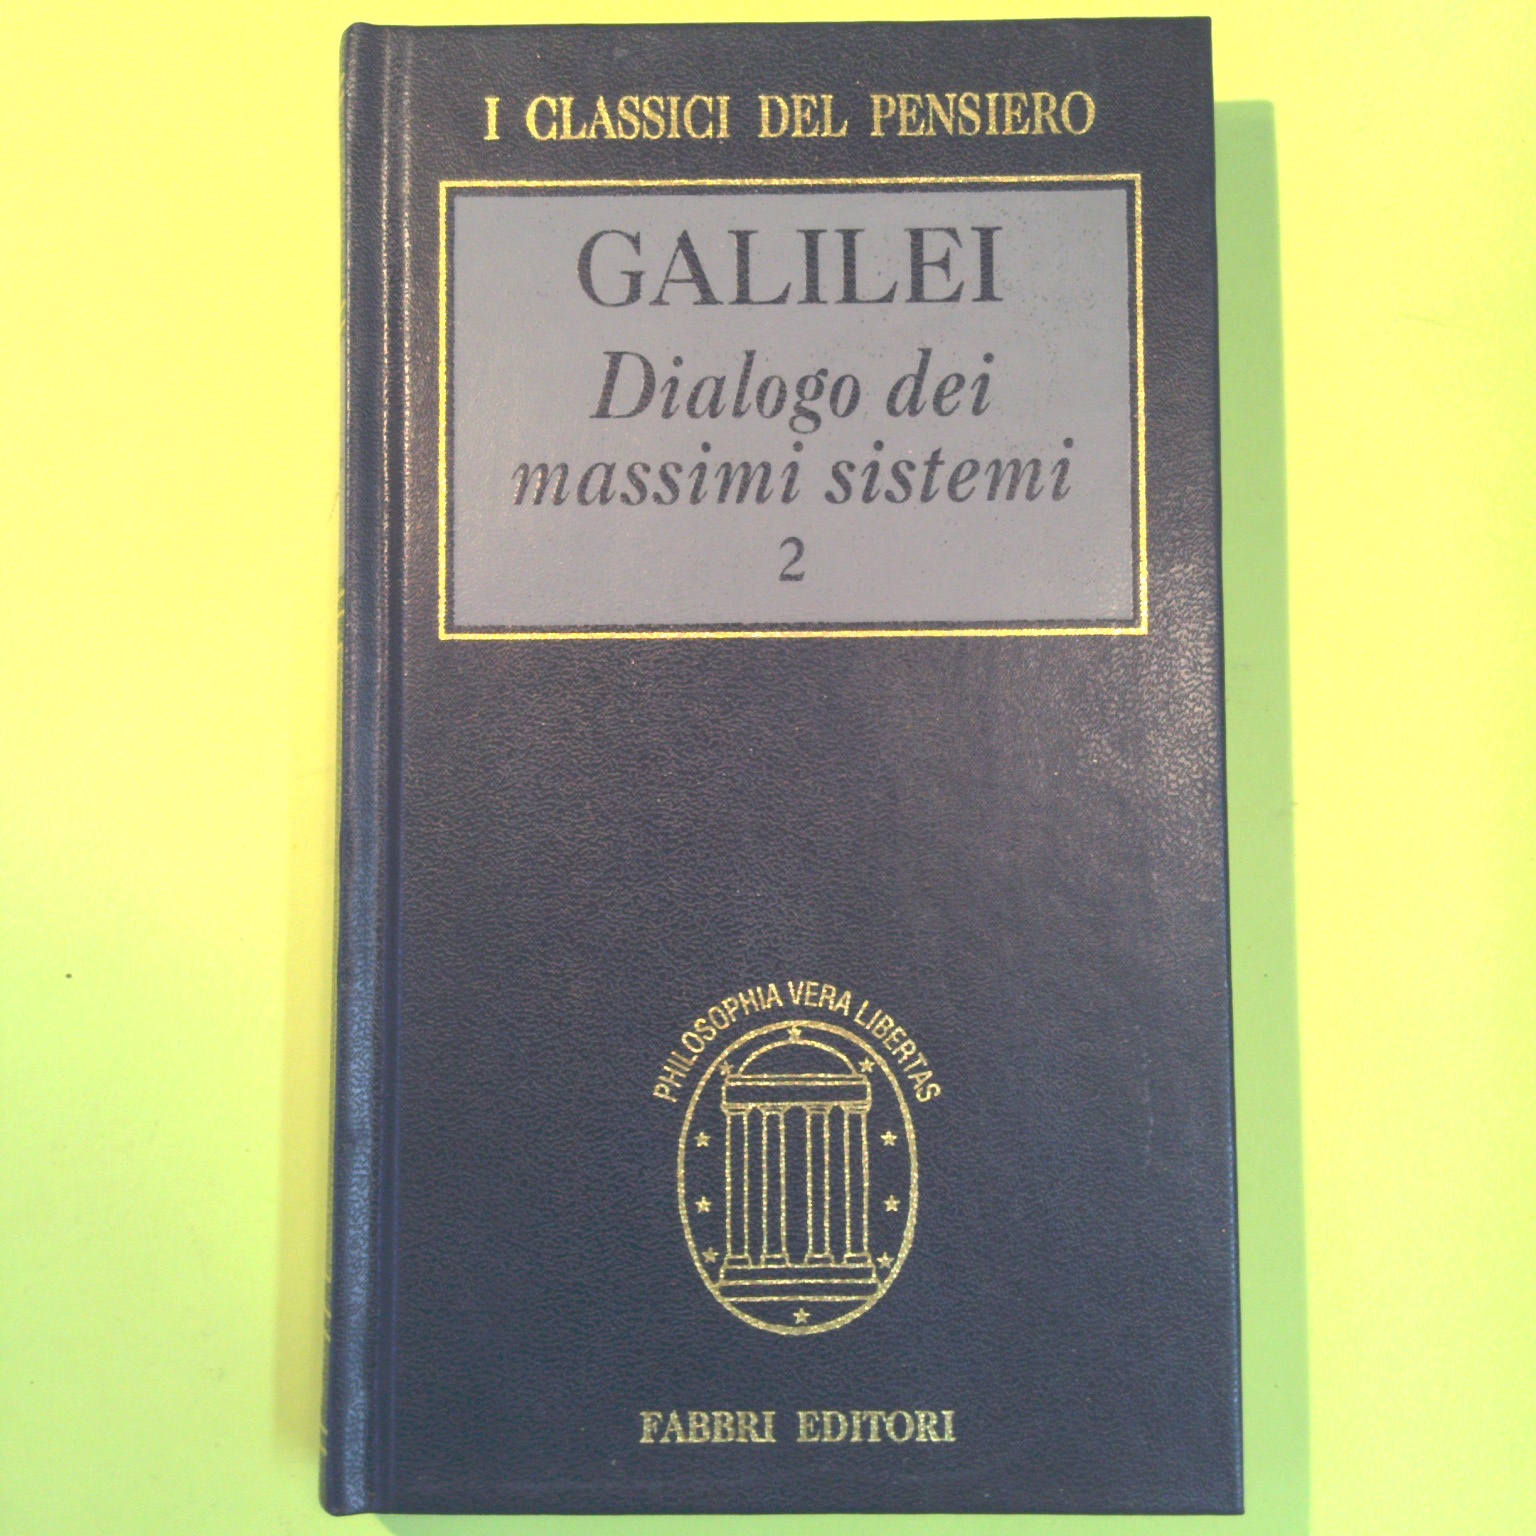 I CLASSICI DEL PENSIERO
GALILEI
Dialogo dei
massimi sistemi
2
PHILOSOPHIA VERA LIBERTAS
FABBRI EDITORI